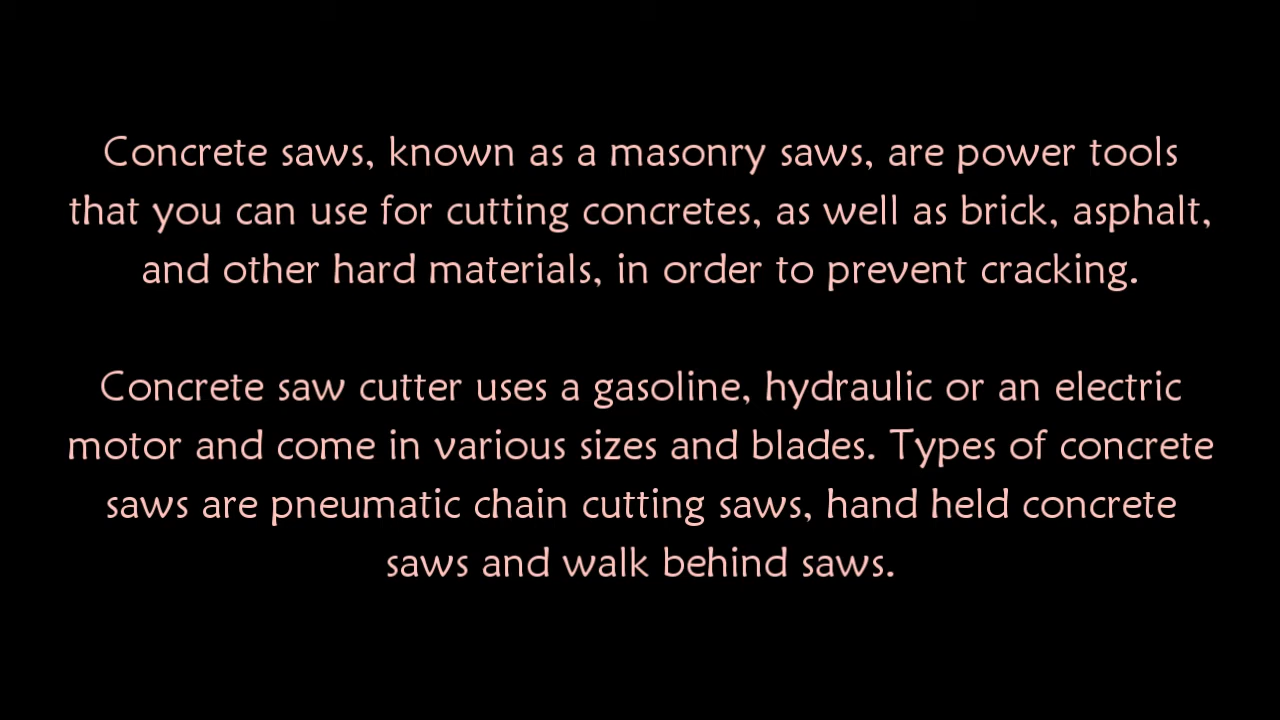 Concrete saws, known as a masonry saws, are power tools
that you can use for cutting concretes, as well as brick, asphalt,
and other hard materials, in order to prevent cracking.
Concrete saw cutter uses a gasoline, hydraulic or an electric
motor and come in various sizes and blades. Types of concrete
saws are pneumatic chain cutting saws, hand held concrete
saws and walk behind saws.